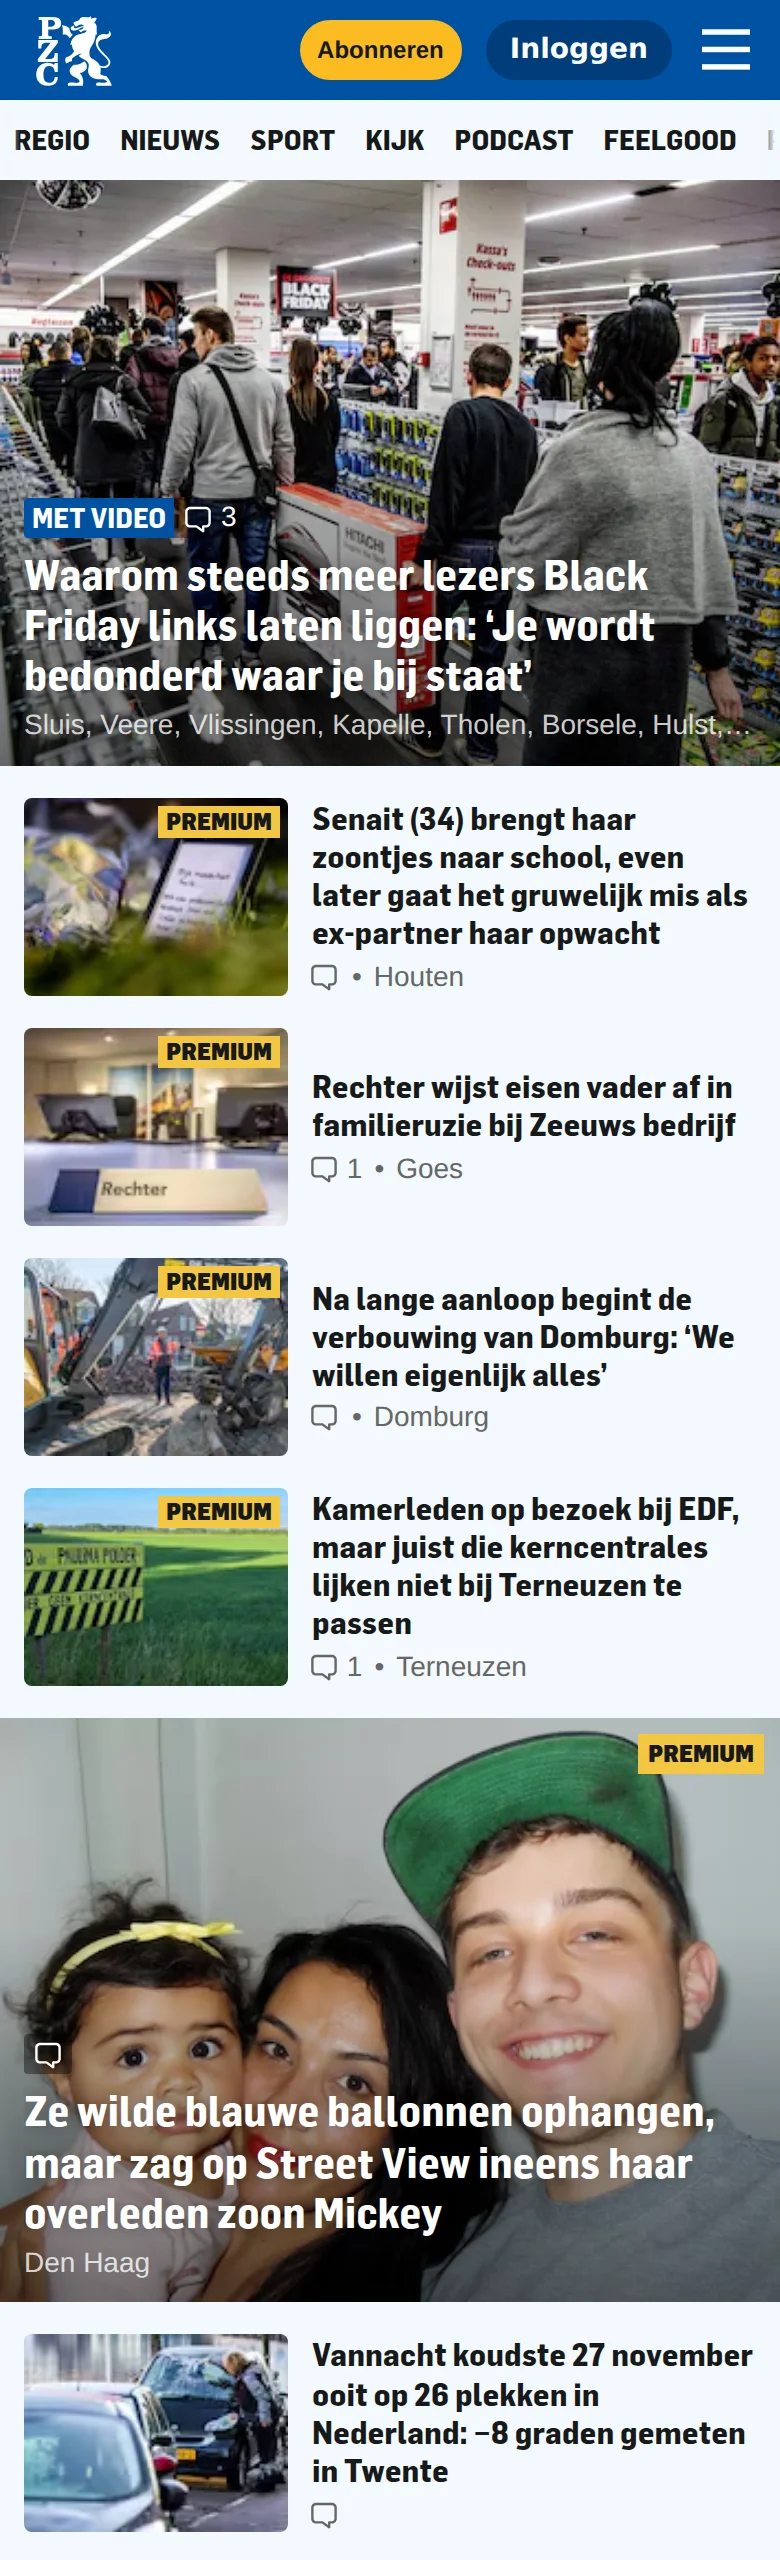 P
Z
C
Abonneren
Inloggen
REGIO NIEUWS SPORT KIJK PODCAST FEELGOOD
Kassa's
Check-outs
BLACK
FRIDAY
HITACHI
MET VIDEO 3
Waarom steeds meer lezers Black
Friday links laten liggen: ‘Je wordt
bedonderd waar je bij staat’
Sluis, Veere, Vlissingen, Kapelle, Tholen, Borsele, Hulst,…
PREMIUM
Senait (34) brengt haar
zoontjes naar school, even
later gaat het gruwelijk mis als
ex-partner haar opwacht
• Houten
PREMIUM
Rechter
Rechter wijst eisen vader af in
familieruzie bij Zeeuws bedrijf
1 • Goes
PREMIUM
Na lange aanloop begint de
verbouwing van Domburg: ‘We
willen eigenlijk alles’
• Domburg
PREMIUM
PAULINA POLDER
Kamerleden op bezoek bij EDF,
maar juist die kerncentrales
lijken niet bij Terneuzen te
passen
1 • Terneuzen
PREMIUM
Ze wilde blauwe ballonnen ophangen,
maar zag op Street View ineens haar
overleden zoon Mickey
Den Haag
Vannacht koudste 27 november
ooit op 26 plekken in
Nederland: −8 graden gemeten
in Twente